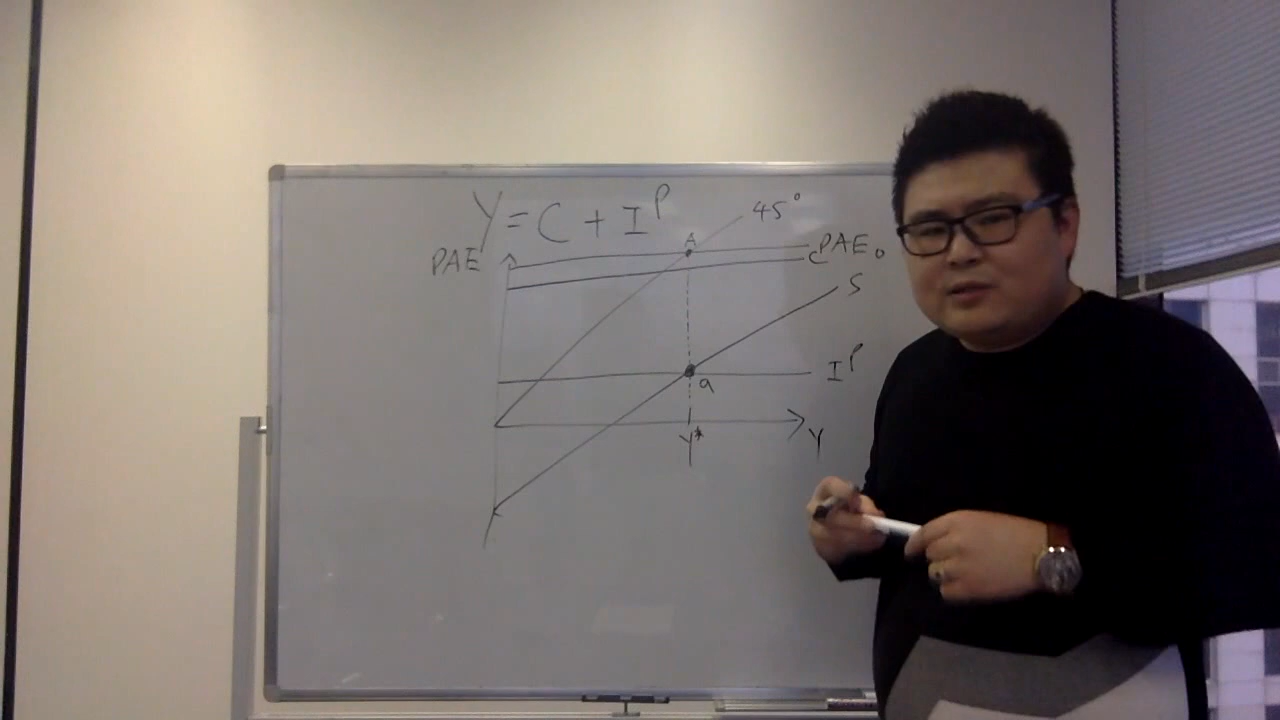 Y = C + I^P
45°
PAE
A
PAE₀
C
S
I^P
a
Y*
Y